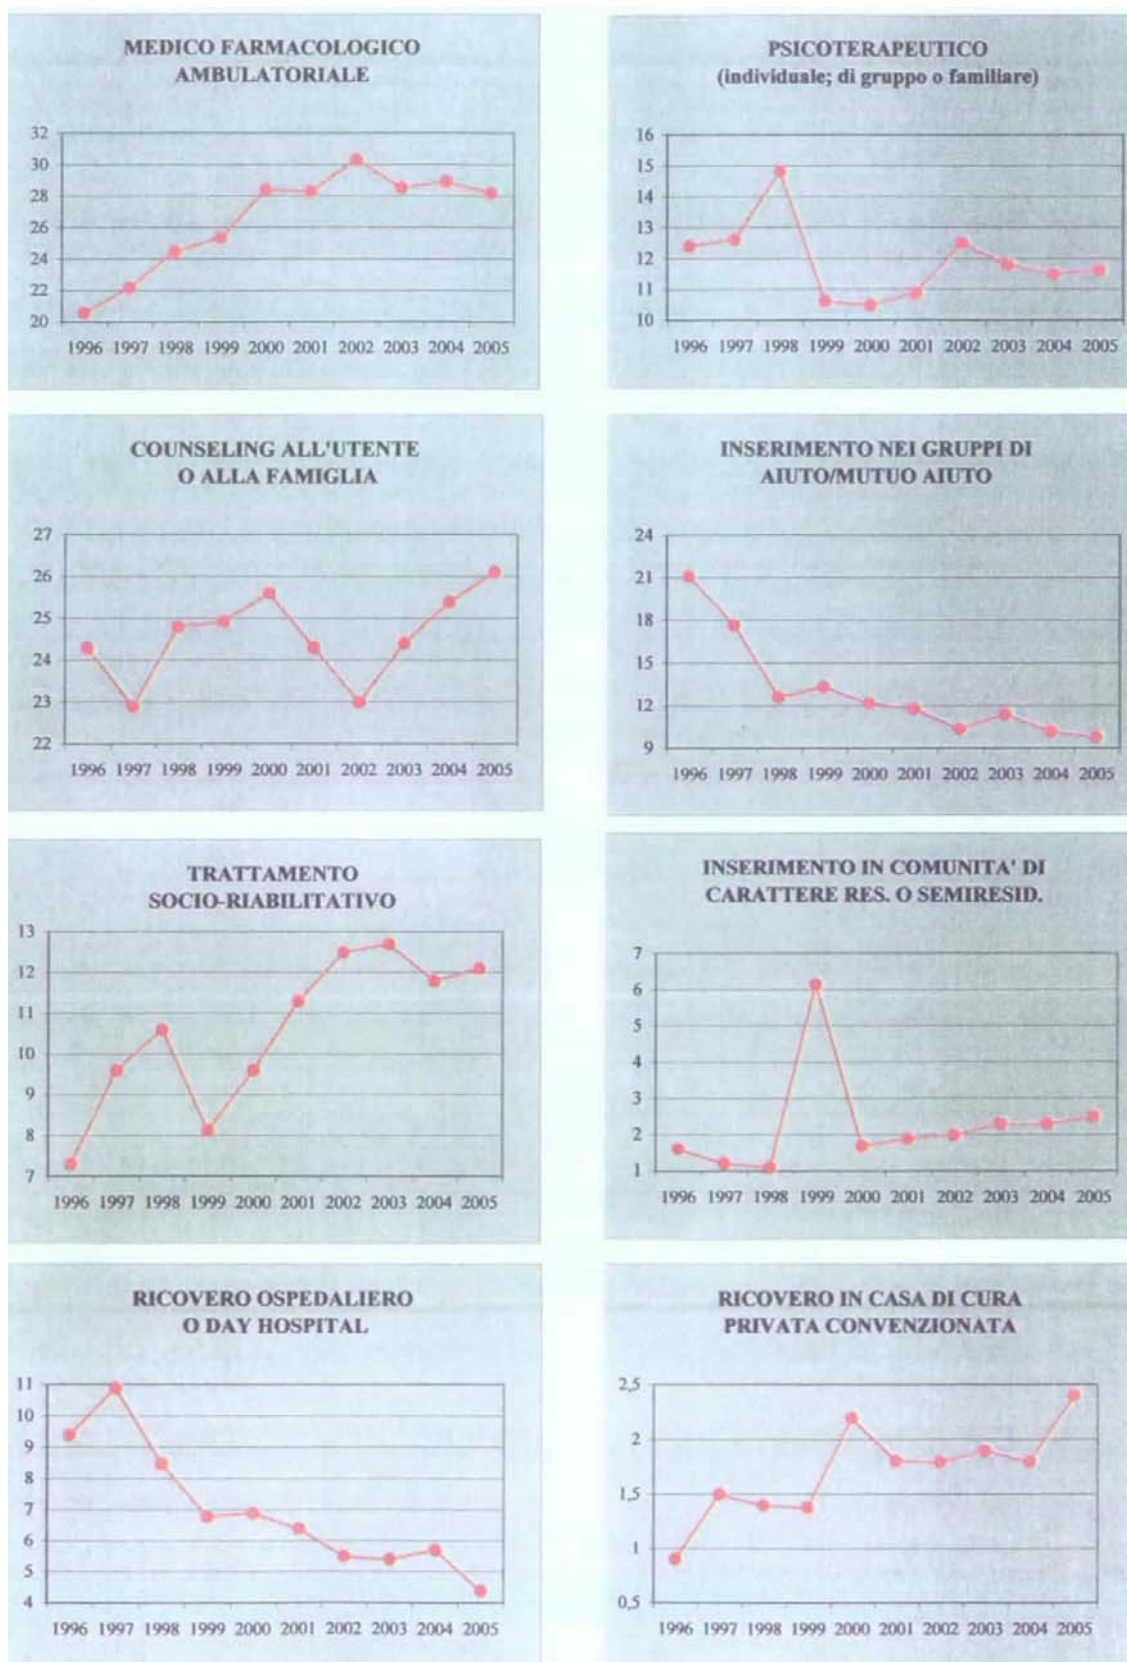 MEDICO FARMACOLOGICO
AMBULATORIALE
32
30
28
26
24
22
20
1996 1997 1998 1999 2000 2001 2002 2003 2004 2005
PSICOTERAPEUTICO
(individuale; di gruppo o familiare)
16
15
14
13
12
11
10
1996 1997 1998 1999 2000 2001 2002 2003 2004 2005
COUNSELING ALL'UTENTE
O ALLA FAMIGLIA
27
26
25
24
23
22
1996 1997 1998 1999 2000 2001 2002 2003 2004 2005
INSERIMENTO NEI GRUPPI DI
AIUTO/MUTUO AIUTO
24
21
18
15
12
9
1996 1997 1998 1999 2000 2001 2002 2003 2004 2005
TRATTAMENTO
SOCIO-RIABILITATIVO
13
12
11
10
9
8
7
1996 1997 1998 1999 2000 2001 2002 2003 2004 2005
INSERIMENTO IN COMUNITA' DI
CARATTERE RES. O SEMIRESID.
7
6
5
4
3
2
1
1996 1997 1998 1999 2000 2001 2002 2003 2004 2005
RICOVERO OSPEDALIERO
O DAY HOSPITAL
11
10
9
8
7
6
5
4
1996 1997 1998 1999 2000 2001 2002 2003 2004 2005
RICOVERO IN CASA DI CURA
PRIVATA CONVENZIONATA
2,5
2
1,5
1
0,5
1996 1997 1998 1999 2000 2001 2002 2003 2004 2005